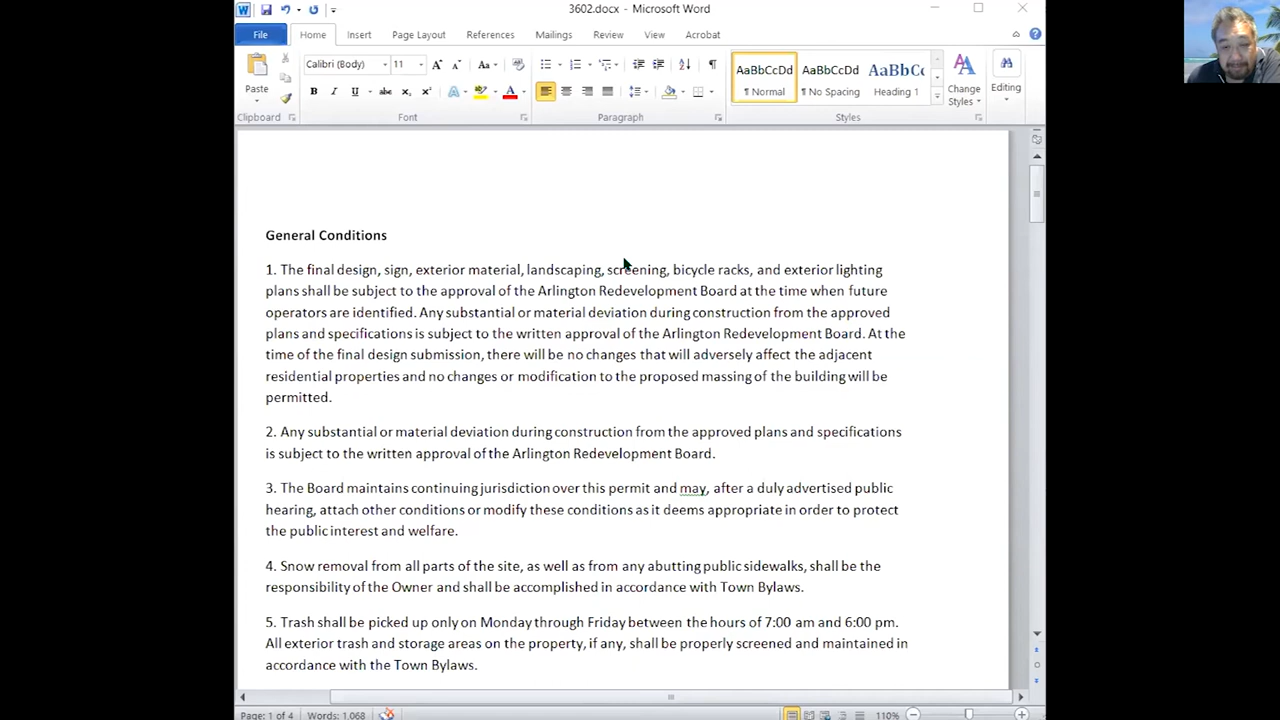 3602.docx - Microsoft Word
File Home Insert Page Layout References Mailings Review View Acrobat
Calibri (Body) 11 Aa AaBbCcDd AaBbCcDd AaBbCc
Paste B I U abc x₂ x² A A ¶ Normal ¶ No Spacing Heading 1 Change Styles Editing
Clipboard Font Paragraph Styles
General Conditions
1. The final design, sign, exterior material, landscaping, screening, bicycle racks, and exterior lighting
plans shall be subject to the approval of the Arlington Redevelopment Board at the time when future
operators are identified. Any substantial or material deviation during construction from the approved
plans and specifications is subject to the written approval of the Arlington Redevelopment Board. At the
time of the final design submission, there will be no changes that will adversely affect the adjacent
residential properties and no changes or modification to the proposed massing of the building will be
permitted.
2. Any substantial or material deviation during construction from the approved plans and specifications
is subject to the written approval of the Arlington Redevelopment Board.
3. The Board maintains continuing jurisdiction over this permit and may, after a duly advertised public
hearing, attach other conditions or modify these conditions as it deems appropriate in order to protect
the public interest and welfare.
4. Snow removal from all parts of the site, as well as from any abutting public sidewalks, shall be the
responsibility of the Owner and shall be accomplished in accordance with Town Bylaws.
5. Trash shall be picked up only on Monday through Friday between the hours of 7:00 am and 6:00 pm.
All exterior trash and storage areas on the property, if any, shall be properly screened and maintained in
accordance with the Town Bylaws.
Page: 1 of 4 Words: 1,068 110%